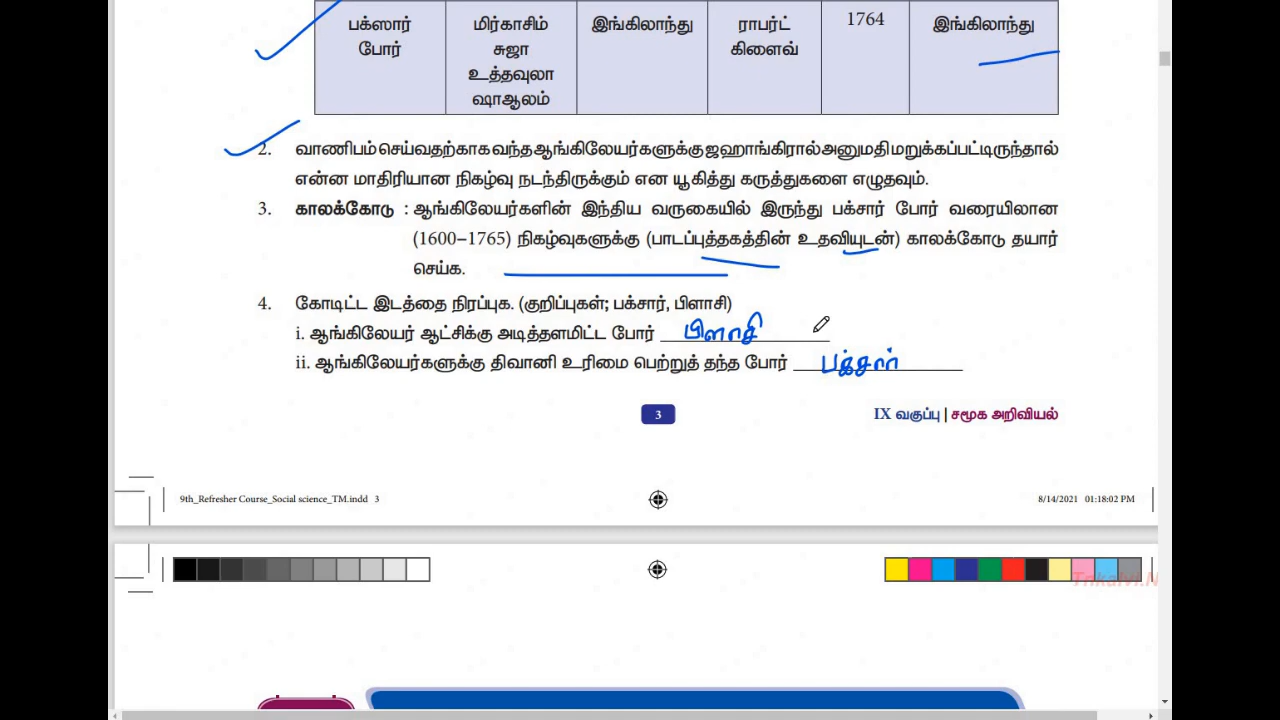 பக்ஸார் மிர்காசிம் இங்கிலாந்து ராபர்ட் 1764 இங்கிலாந்து
போர் சுஜா கிளைவ்
உத்தவுலா
ஷாஆலம்
2. வாணிபம் செய்வதற்காக வந்த ஆங்கிலேயர்களுக்கு ஜஹாங்கிரால் அனுமதி மறுக்கப்பட்டிருந்தால்
என்ன மாதிரியான நிகழ்வு நடந்திருக்கும் என யூகித்து கருத்துகளை எழுதவும்.
3. காலக்கோடு : ஆங்கிலேயர்களின் இந்திய வருகையில் இருந்து பக்சார் போர் வரையிலான
(1600–1765) நிகழ்வுகளுக்கு (பாடப்புத்தகத்தின் உதவியுடன்) காலக்கோடு தயார்
செய்க.
4. கோடிட்ட இடத்தை நிரப்புக. (குறிப்புகள்; பக்சார், பிளாசி)
i. ஆங்கிலேயர் ஆட்சிக்கு அடித்தளமிட்ட போர் பிளாசி
ii. ஆங்கிலேயர்களுக்கு திவானி உரிமை பெற்றுத் தந்த போர் பக்சார்
3 IX வகுப்பு | சமூக அறிவியல்
9th_Refresher Course_Social science_TM.indd 3 8/14/2021 01:18:02 PM
Tnkalvi.N